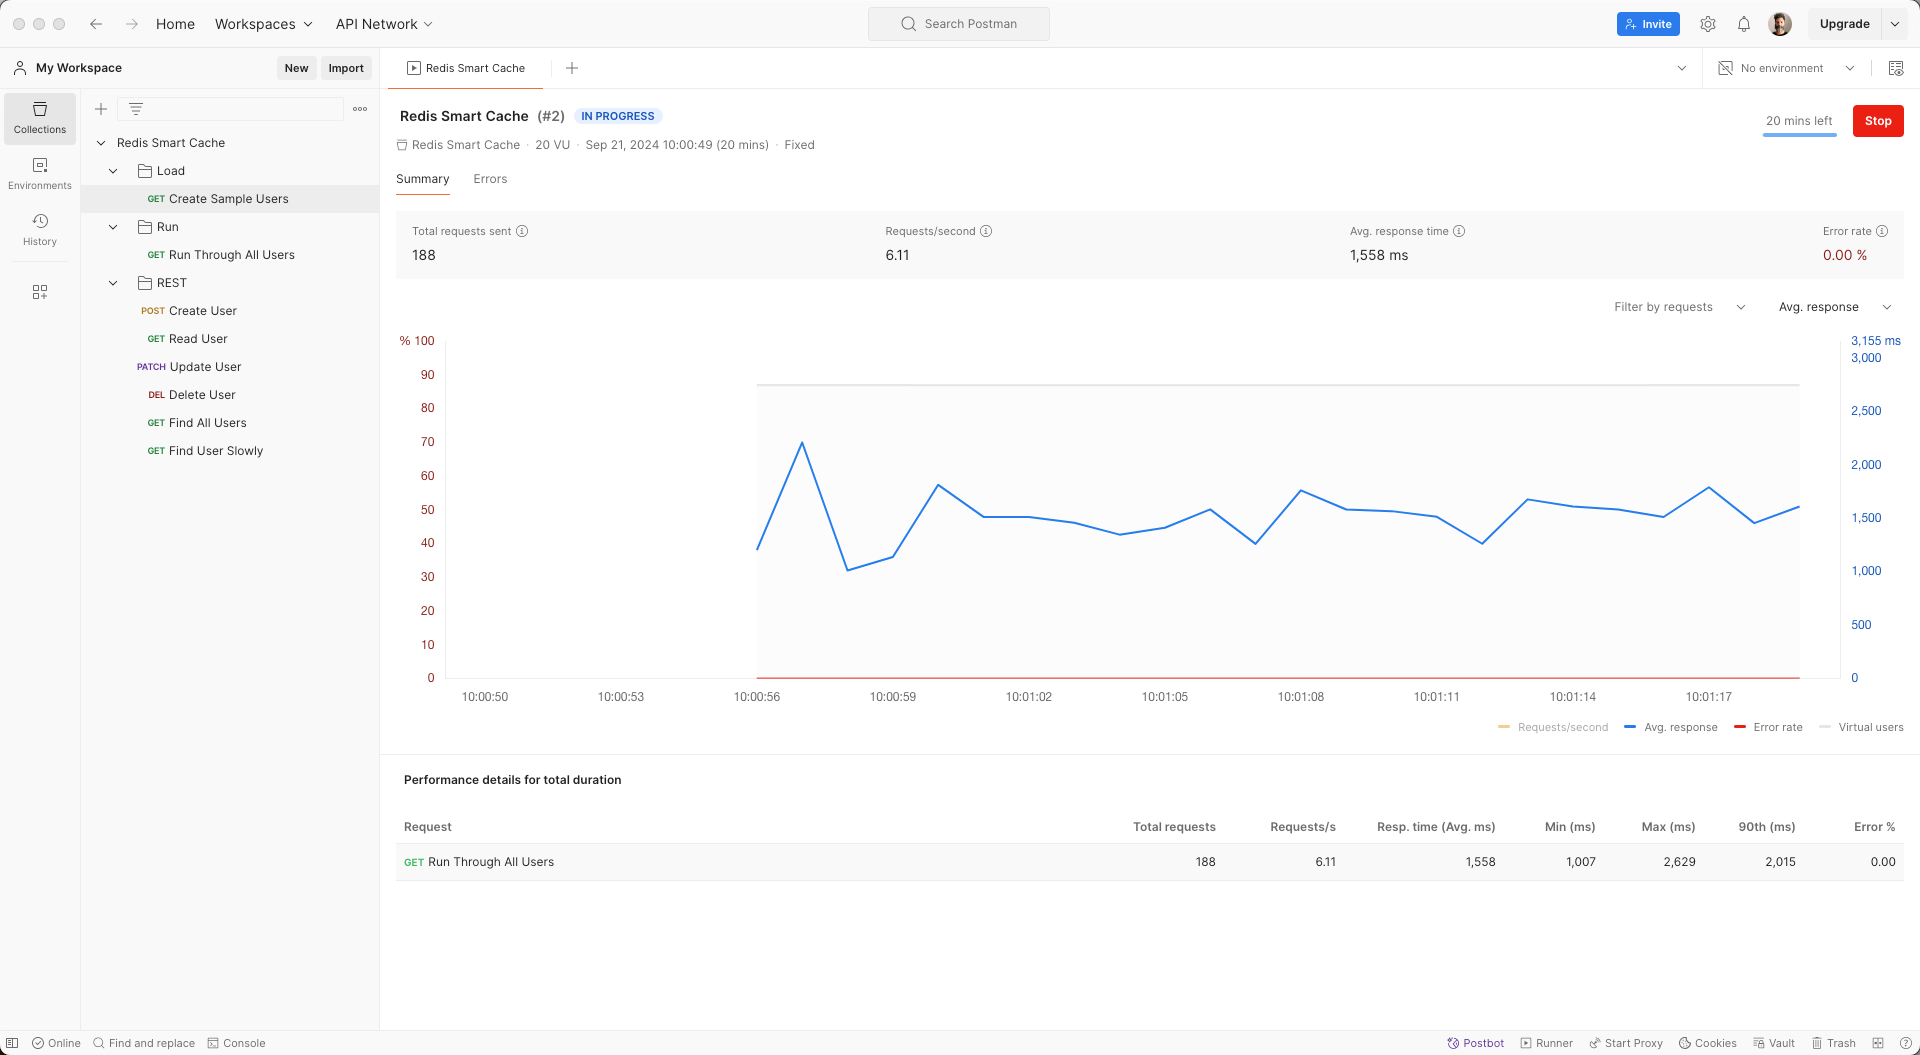 Home Workspaces API Network Search Postman Invite Upgrade
My Workspace New Import Redis Smart Cache No environment
Collections
Environments
History
Redis Smart Cache
Load
GET Create Sample Users
Run
GET Run Through All Users
REST
POST Create User
GET Read User
PATCH Update User
DEL Delete User
GET Find All Users
GET Find User Slowly
Redis Smart Cache (#2) IN PROGRESS 20 mins left Stop
Redis Smart Cache · 20 VU · Sep 21, 2024 10:00:49 (20 mins) · Fixed
Summary Errors
Total requests sent Requests/second Avg. response time Error rate
188 6.11 1,558 ms 0.00 %
Filter by requests Avg. response
% 100 3,155 ms
3,000
90
80 2,500
70
60 2,000
50 1,500
40
30 1,000
20
10 500
0 0
10:00:50 10:00:53 10:00:56 10:00:59 10:01:02 10:01:05 10:01:08 10:01:11 10:01:14 10:01:17
Requests/second Avg. response Error rate Virtual users
Performance details for total duration
Request Total requests Requests/s Resp. time (Avg. ms) Min (ms) Max (ms) 90th (ms) Error %
GET Run Through All Users 188 6.11 1,558 1,007 2,629 2,015 0.00
Online Find and replace Console Postbot Runner Start Proxy Cookies Vault Trash